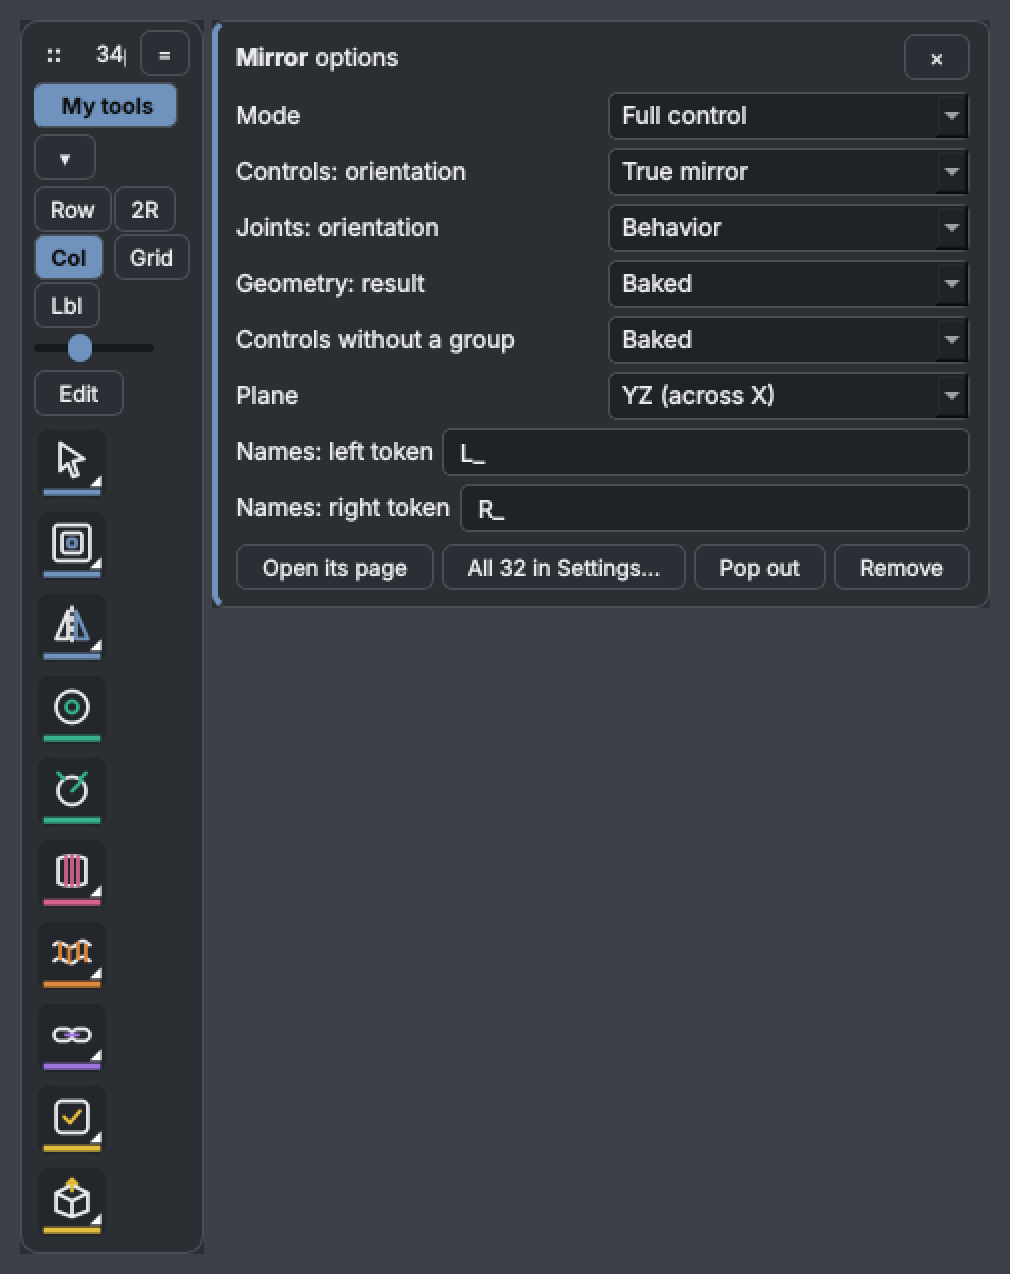 34
My tools
Row 2R
Col Grid
Lbl
Edit
Mirror options
×
Mode Full control
Controls: orientation True mirror
Joints: orientation Behavior
Geometry: result Baked
Controls without a group Baked
Plane YZ (across X)
Names: left token L_
Names: right token R_
Open its page All 32 in Settings... Pop out Remove